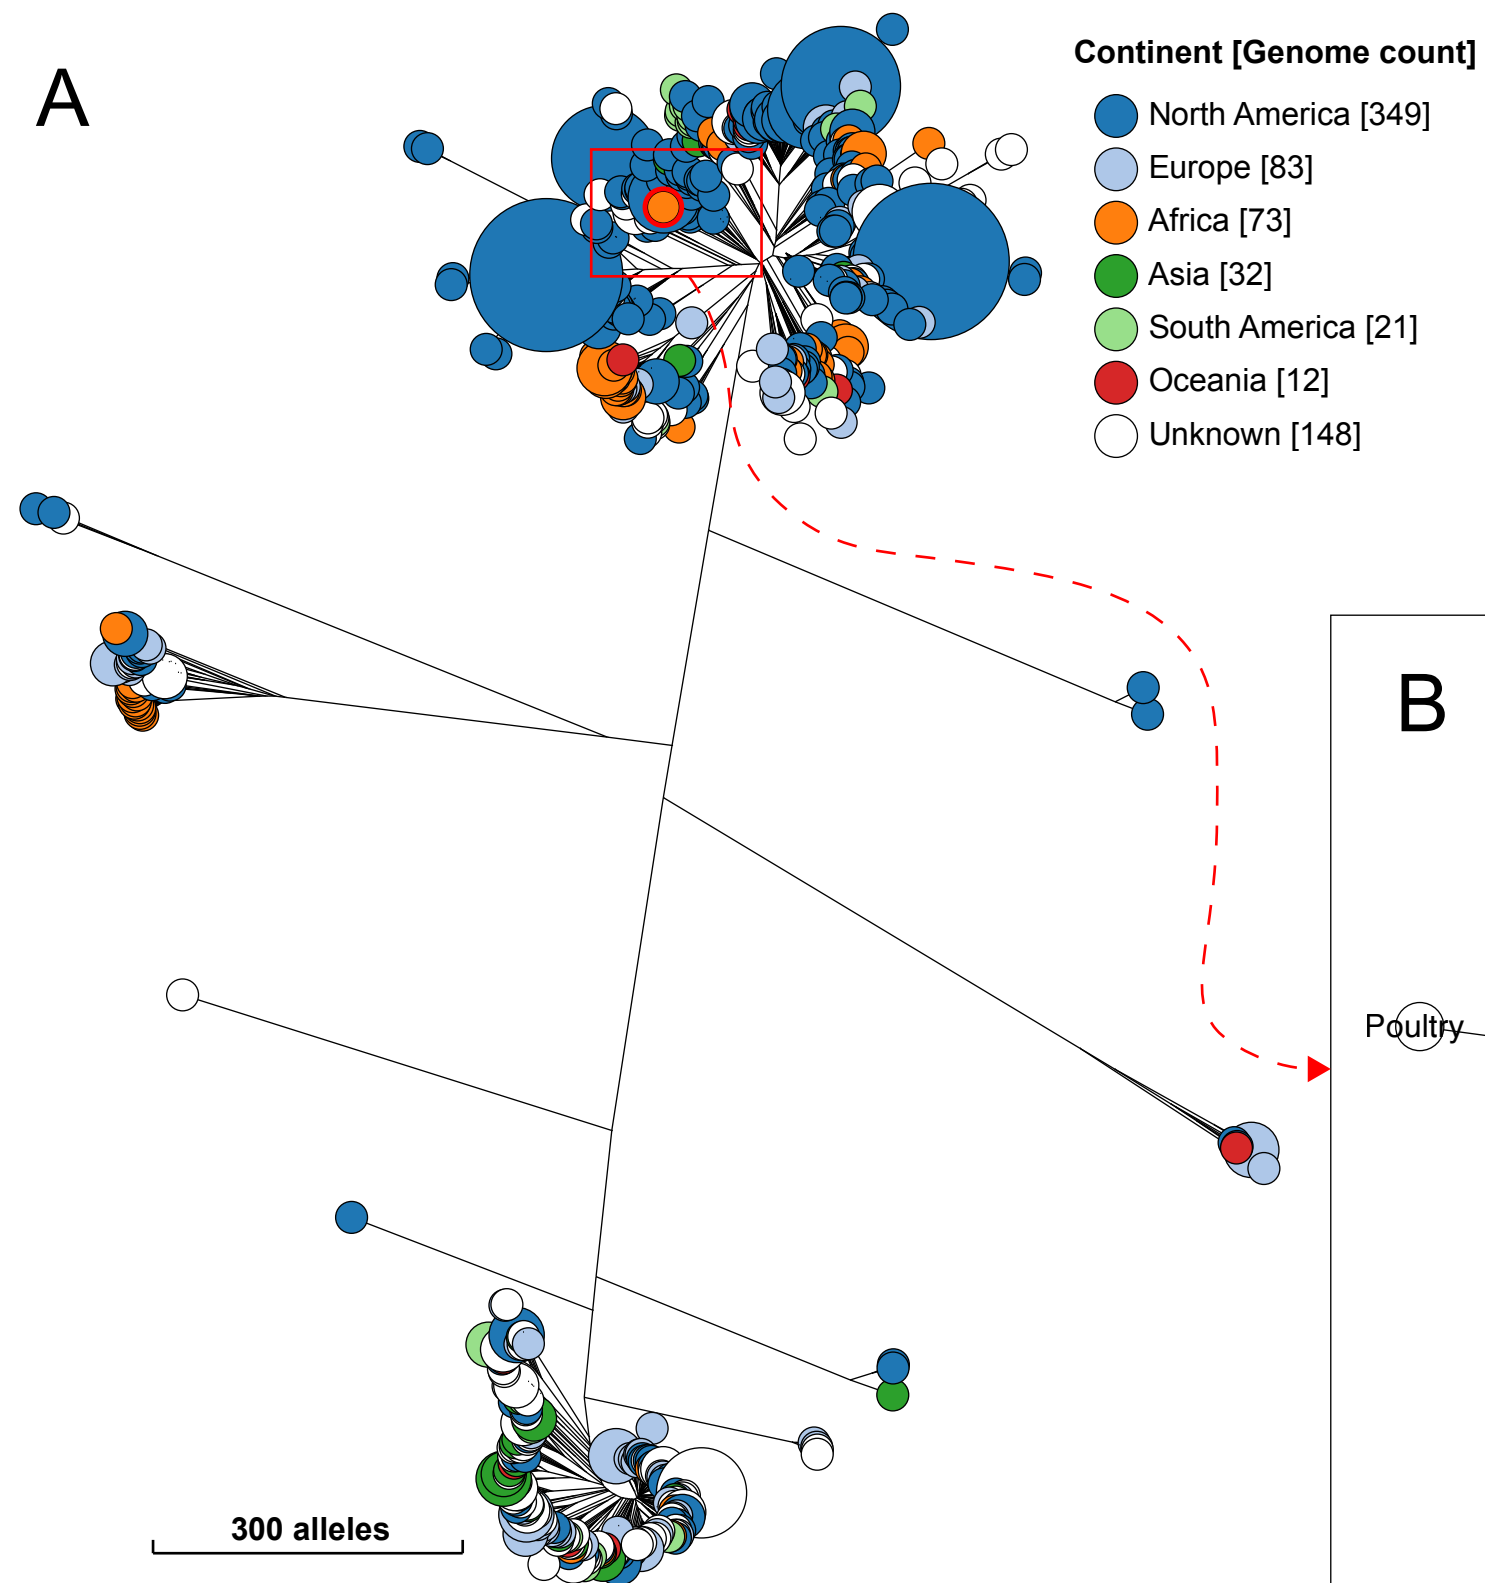 A
Continent [Genome count]
North America [349]
Europe [83]
Africa [73]
Asia [32]
South America [21]
Oceania [12]
Unknown [148]
B
Poultry
300 alleles